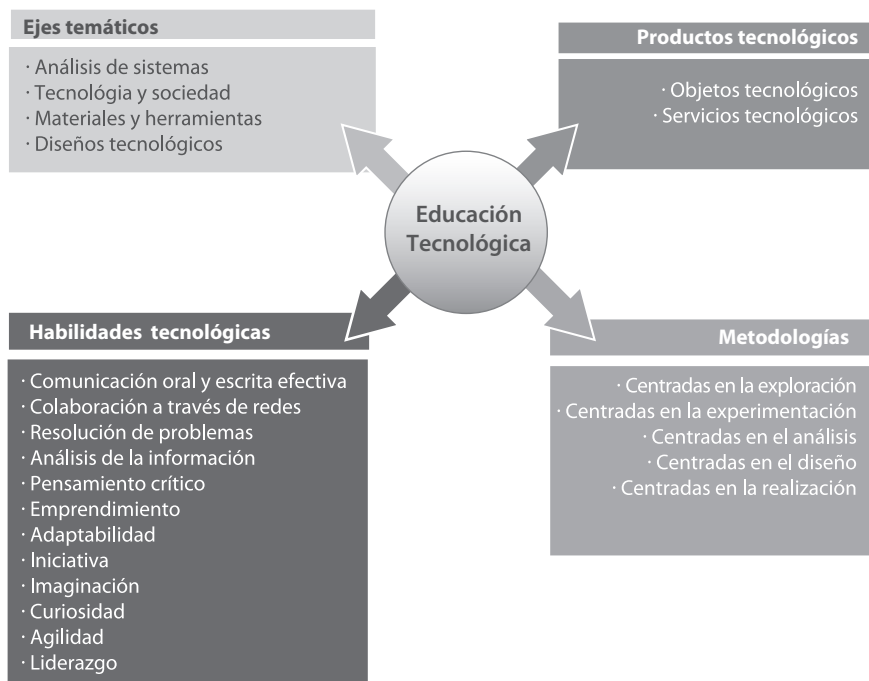 Ejes temáticos
· Análisis de sistemas
· Tecnológia y sociedad
· Materiales y herramientas
· Diseños tecnológicos
Productos tecnológicos
· Objetos tecnológicos
· Servicios tecnológicos
Educación
Tecnológica
Habilidades tecnológicas
· Comunicación oral y escrita efectiva
· Colaboración a través de redes
· Resolución de problemas
· Análisis de la información
· Pensamiento crítico
· Emprendimiento
· Adaptabilidad
· Iniciativa
· Imaginación
· Curiosidad
· Agilidad
· Liderazgo
Metodologías
· Centradas en la exploración
· Centradas en la experimentación
· Centradas en el análisis
· Centradas en el diseño
· Centradas en la realización